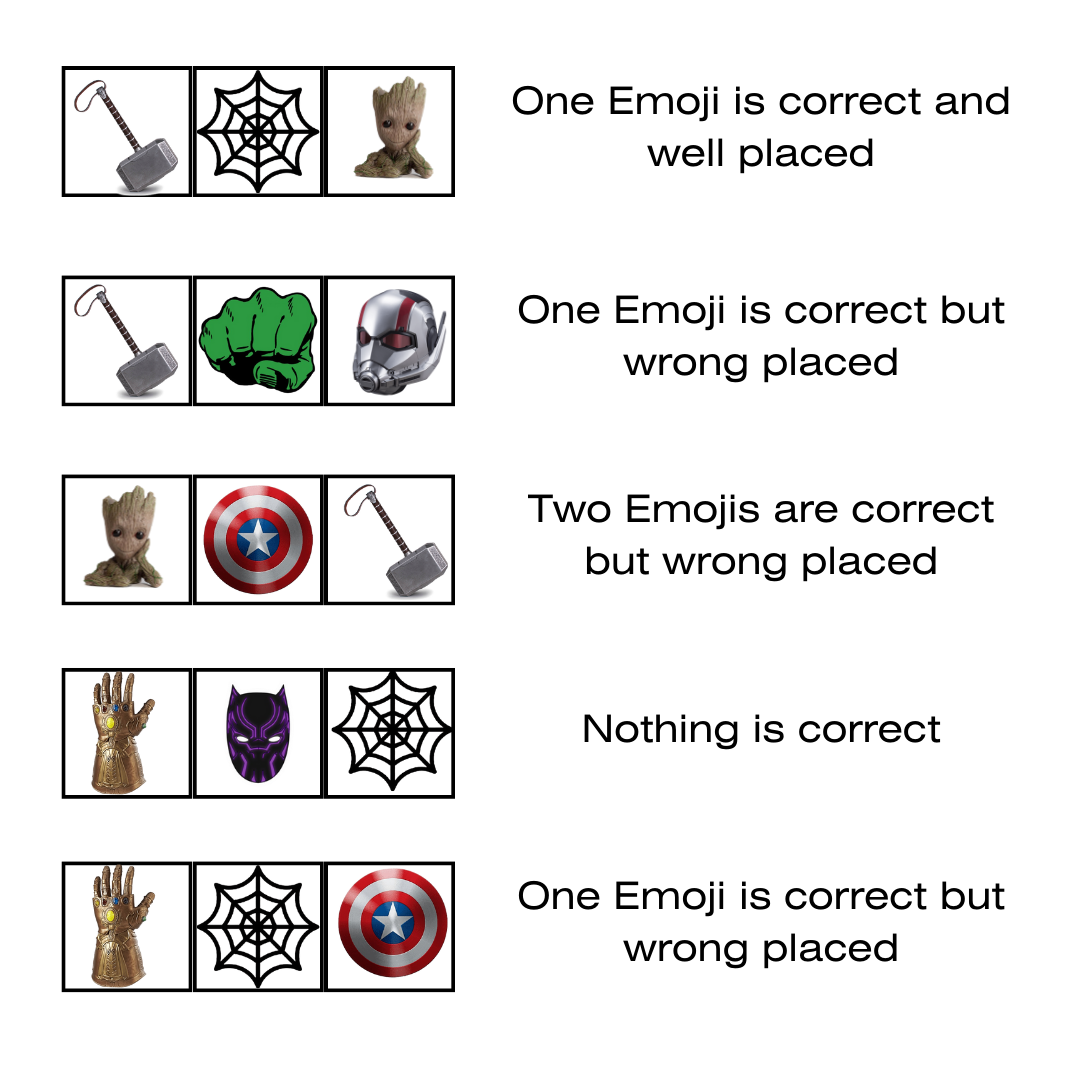 One Emoji is correct and
well placed
One Emoji is correct but
wrong placed
Two Emojis are correct
but wrong placed
Nothing is correct
One Emoji is correct but
wrong placed